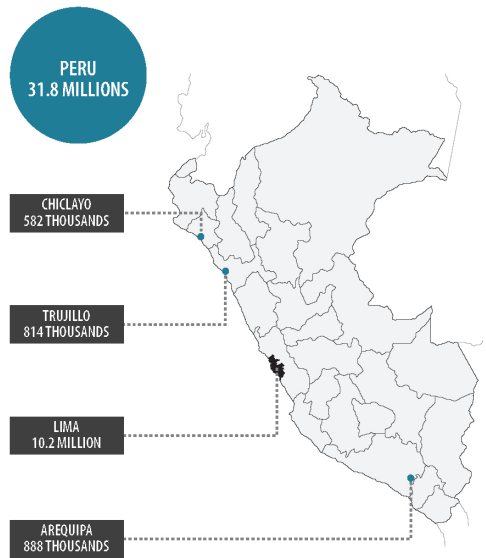 PERU
31.8 MILLIONS
CHICLAYO
582 THOUSANDS
TRUJILLO
814 THOUSANDS
LIMA
10.2 MILLION
AREQUIPA
888 THOUSANDS